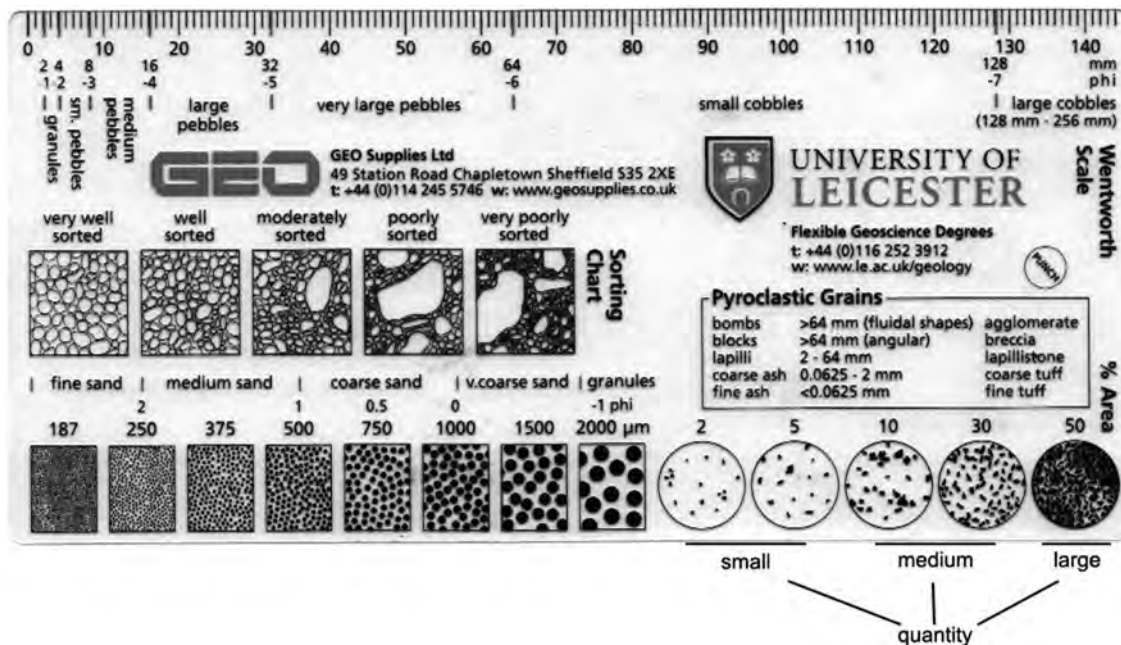 0 10 20 30 40 50 60 70 80 90 100 110 120 130 140
2 4 8 16 32 64 128 mm
-1 -2 -3 -4 -5 -6 -7 phi
granules
sm. pebbles
medium pebbles
large pebbles
very large pebbles
small cobbles
large cobbles
(128 mm - 256 mm)
GEO
GEO Supplies Ltd
49 Station Road Chapletown Sheffield S35 2XE
t: +44 (0)114 245 5746 w: www.geosupplies.co.uk
UNIVERSITY OF
LEICESTER
Flexible Geoscience Degrees
t: +44 (0)116 252 3912
w: www.le.ac.uk/geology
PUNCH
Wentworth
Scale
very well sorted
well sorted
moderately sorted
poorly sorted
very poorly sorted
Sorting
Chart
Pyroclastic Grains
bombs >64 mm (fluidal shapes) agglomerate
blocks >64 mm (angular) breccia
lapilli 2 - 64 mm lapillistone
coarse ash 0.0625 - 2 mm coarse tuff
fine ash <0.0625 mm fine tuff
fine sand medium sand coarse sand v.coarse sand granules
2 1 0.5 0 -1 phi
187 250 375 500 750 1000 1500 2000 µm
% Area
2 5 10 30 50
small medium large
quantity